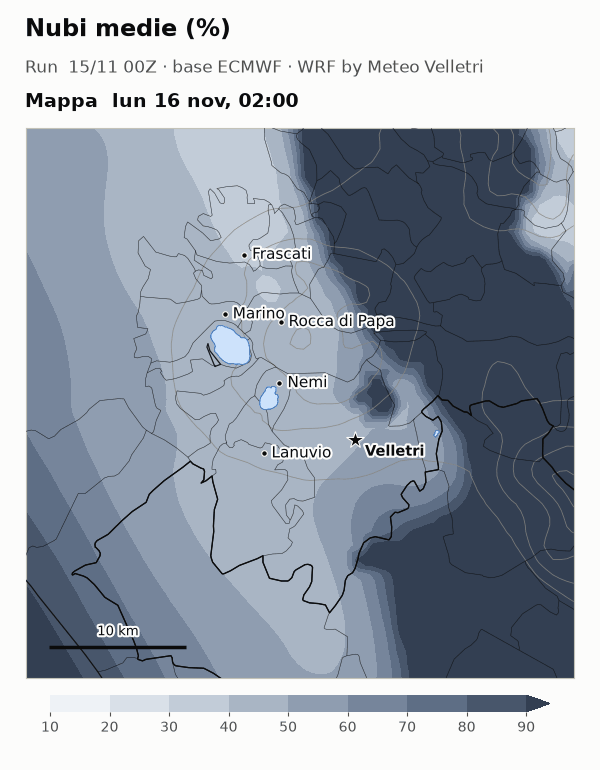 Nubi medie (%)
Run  15/11 00Z · base ECMWF · WRF by Meteo Velletri
Mappa  lun 16 nov, 02:00
Frascati
Marino
Rocca di Papa
Nemi
Velletri
Lanuvio
10 km
10 20 30 40 50 60 70 80 90